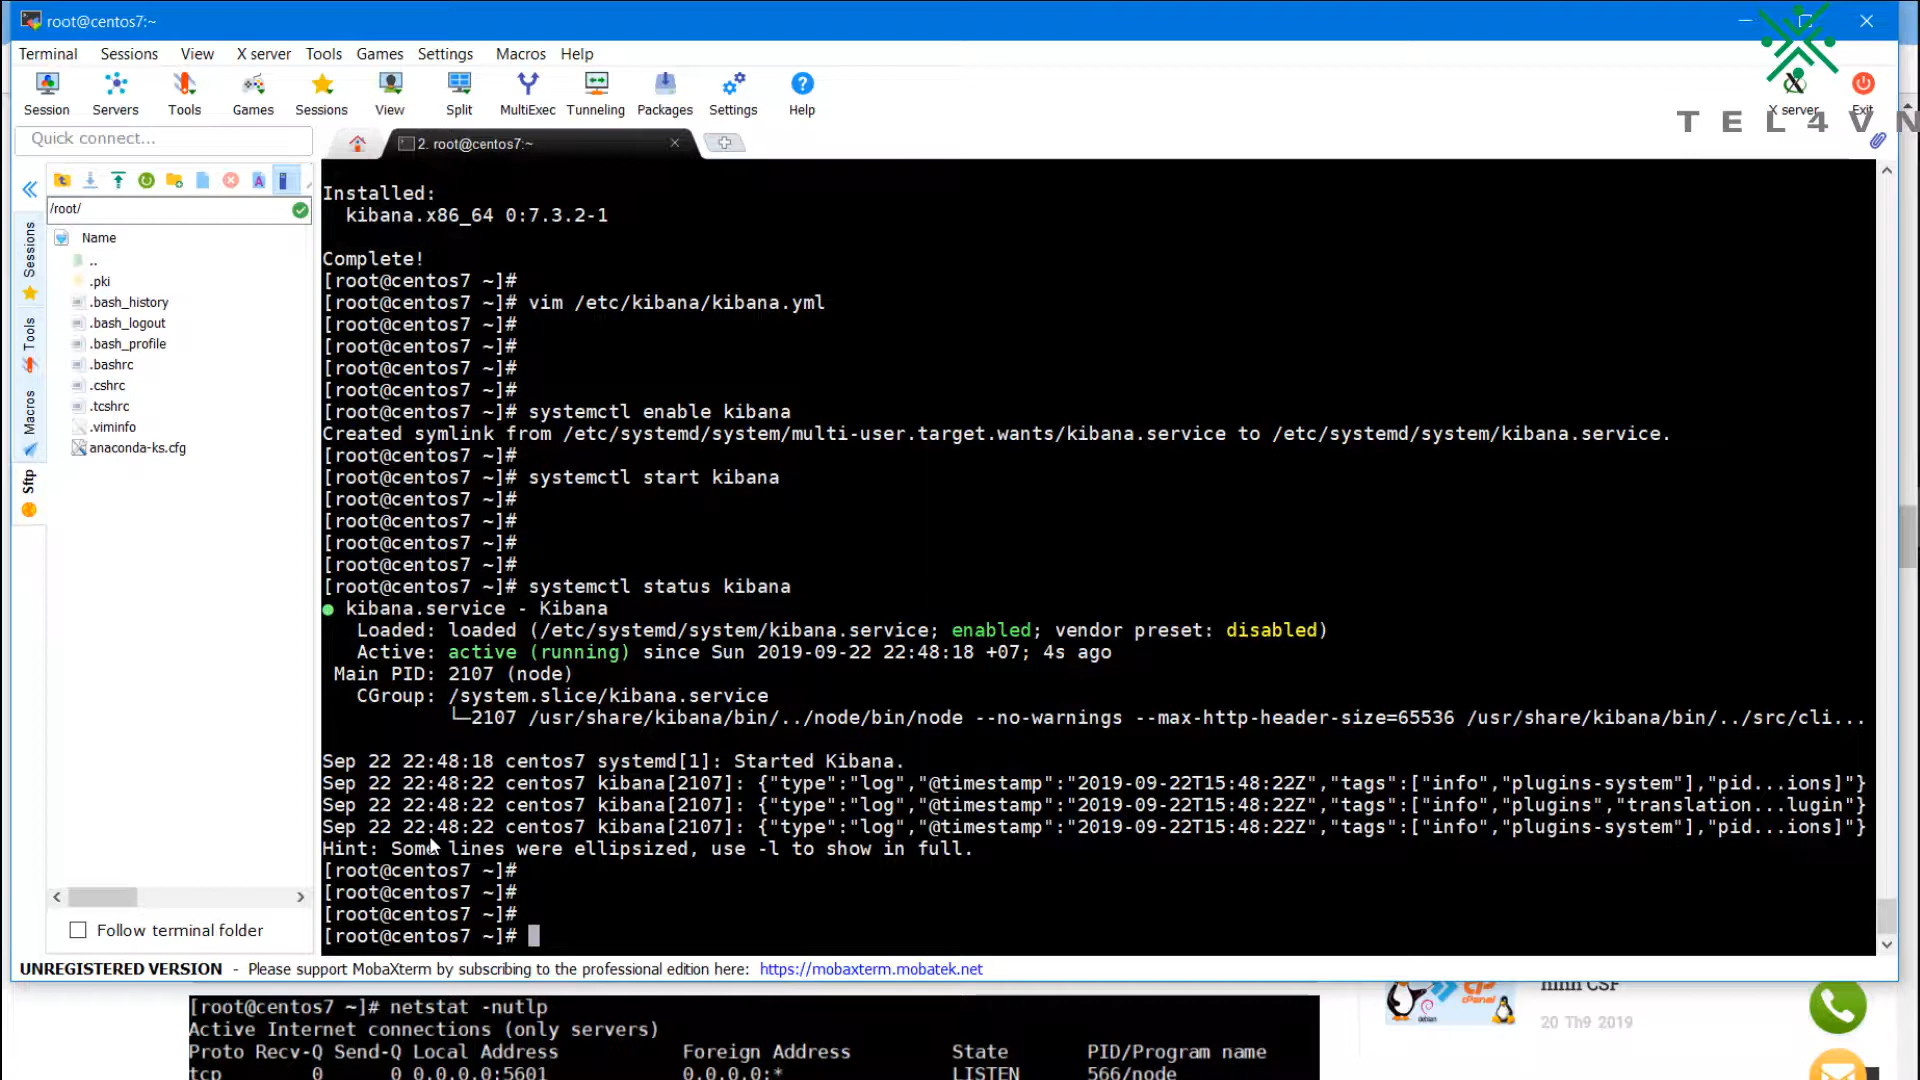 root@centos7:~
Terminal Sessions View X server Tools Games Settings Macros Help
Session Servers Tools Games Sessions View Split MultiExec Tunneling Packages Settings Help X server Exit
TEL4VN
Quick connect...
2. root@centos7:~
/root/
Name
..
.pki
.bash_history
.bash_logout
.bash_profile
.bashrc
.cshrc
.tcshrc
.viminfo
anaconda-ks.cfg
Sessions
Tools
Macros
Sftp
Follow terminal folder
Installed:
kibana.x86_64 0:7.3.2-1
Complete!
[root@centos7 ~]#
[root@centos7 ~]# vim /etc/kibana/kibana.yml
[root@centos7 ~]#
[root@centos7 ~]#
[root@centos7 ~]#
[root@centos7 ~]#
[root@centos7 ~]# systemctl enable kibana
Created symlink from /etc/systemd/system/multi-user.target.wants/kibana.service to /etc/systemd/system/kibana.service.
[root@centos7 ~]#
[root@centos7 ~]# systemctl start kibana
[root@centos7 ~]#
[root@centos7 ~]#
[root@centos7 ~]#
[root@centos7 ~]#
[root@centos7 ~]# systemctl status kibana
● kibana.service - Kibana
Loaded: loaded (/etc/systemd/system/kibana.service; enabled; vendor preset: disabled)
Active: active (running) since Sun 2019-09-22 22:48:18 +07; 4s ago
Main PID: 2107 (node)
CGroup: /system.slice/kibana.service
└─2107 /usr/share/kibana/bin/../node/bin/node --no-warnings --max-http-header-size=65536 /usr/share/kibana/bin/../src/cli...
Sep 22 22:48:18 centos7 systemd[1]: Started Kibana.
Sep 22 22:48:22 centos7 kibana[2107]: {"type":"log","@timestamp":"2019-09-22T15:48:22Z","tags":["info","plugins-system"],"pid...ions]"}
Sep 22 22:48:22 centos7 kibana[2107]: {"type":"log","@timestamp":"2019-09-22T15:48:22Z","tags":["info","plugins","translation...lugin"}
Sep 22 22:48:22 centos7 kibana[2107]: {"type":"log","@timestamp":"2019-09-22T15:48:22Z","tags":["info","plugins-system"],"pid...ions]"}
Hint: Some lines were ellipsized, use -l to show in full.
[root@centos7 ~]#
[root@centos7 ~]#
[root@centos7 ~]#
[root@centos7 ~]#
UNREGISTERED VERSION - Please support MobaXterm by subscribing to the professional edition here: https://mobaxterm.mobatek.net
[root@centos7 ~]# netstat -nutlp
Active Internet connections (only servers)
Proto Recv-Q Send-Q Local Address Foreign Address State PID/Program name
tcp 0 0 0.0.0.0:5601 0.0.0.0:* LISTEN 566/node
CSF
20 Th9 2019
debian
cPanel